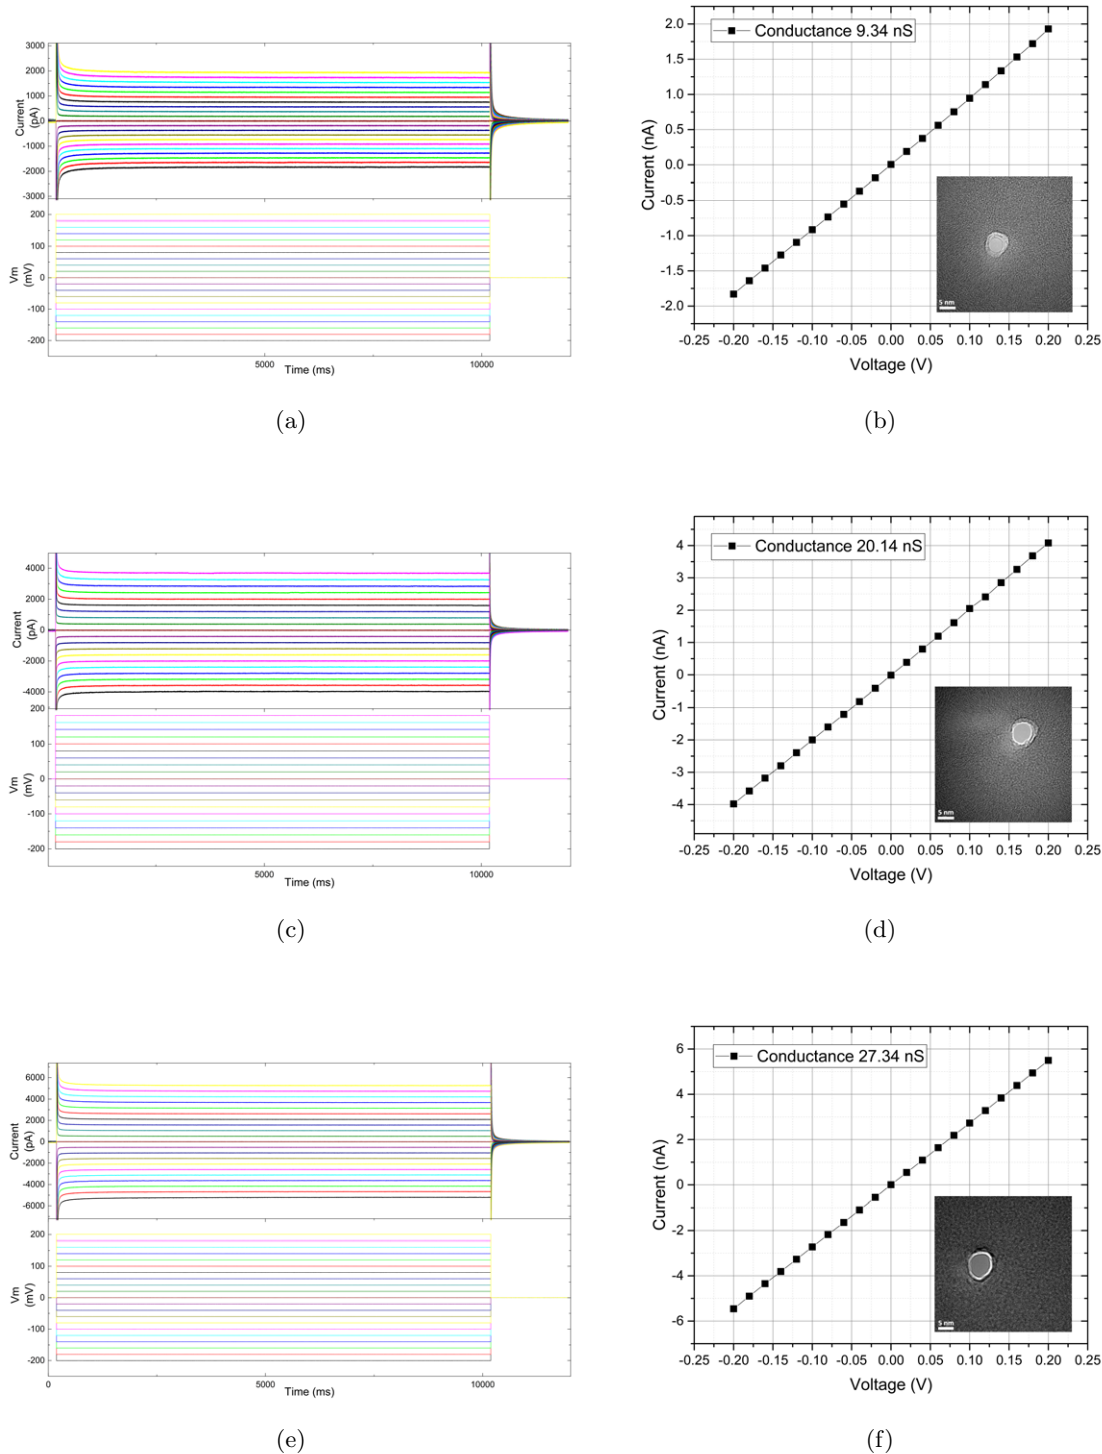 3000
2000
1000
0
-1000
-2000
-3000
Current
(pA)
200
100
0
-100
-200
Vm
(mV)
5000
10000
Time (ms)
(a)
2.0
1.5
1.0
0.5
0.0
-0.5
-1.0
-1.5
-2.0
Current (nA)
Conductance 9.34 nS
5 nm
-0.25 -0.20 -0.15 -0.10 -0.05 0.00 0.05 0.10 0.15 0.20 0.25
Voltage (V)
(b)
4000
2000
0
-2000
-4000
Current
(pA)
200
100
0
-100
-200
Vm
(mV)
5000
10000
Time (ms)
(c)
4
3
2
1
0
-1
-2
-3
-4
Current (nA)
Conductance 20.14 nS
5 nm
-0.25 -0.20 -0.15 -0.10 -0.05 0.00 0.05 0.10 0.15 0.20 0.25
Voltage (V)
(d)
6000
4000
2000
0
-2000
-4000
-6000
Current
(pA)
200
100
0
-100
-200
Vm
(mV)
0
5000
10000
Time (ms)
(e)
6
4
2
0
-2
-4
-6
Current (nA)
Conductance 27.34 nS
5 nm
-0.25 -0.20 -0.15 -0.10 -0.05 0.00 0.05 0.10 0.15 0.20 0.25
Voltage (V)
(f)